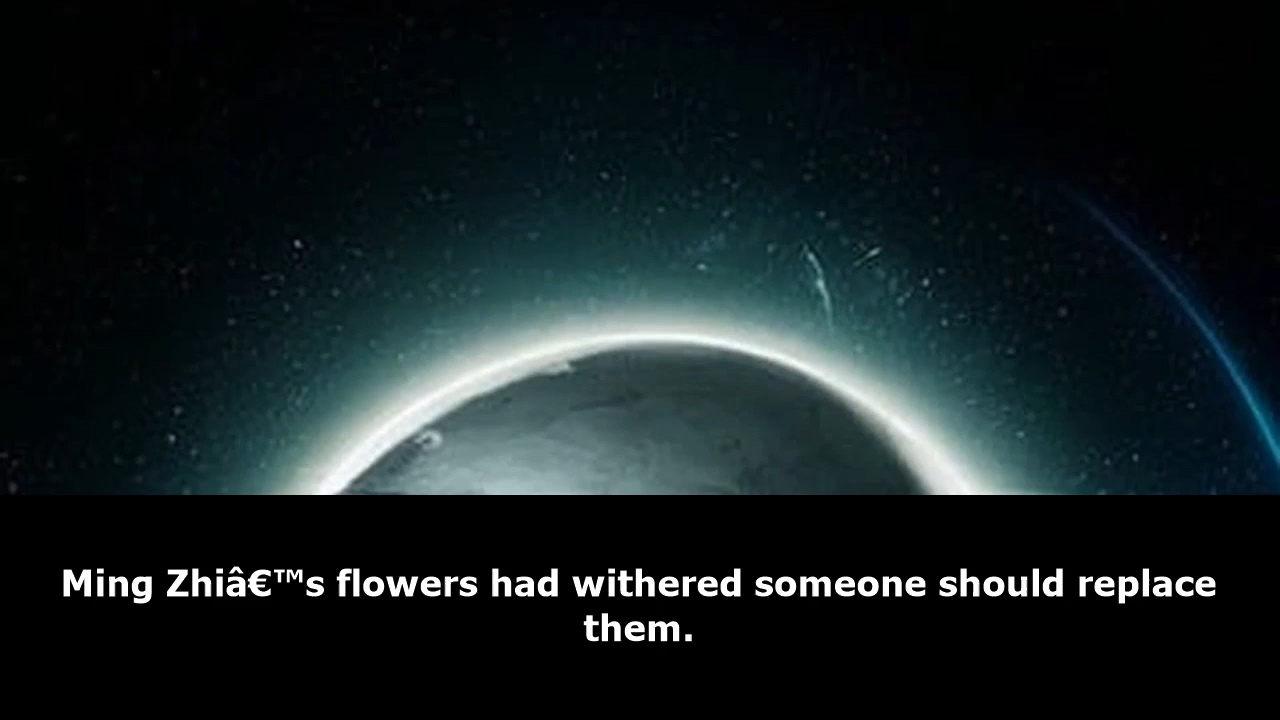 Ming Zhiâ€™s flowers had withered someone should replace
them.